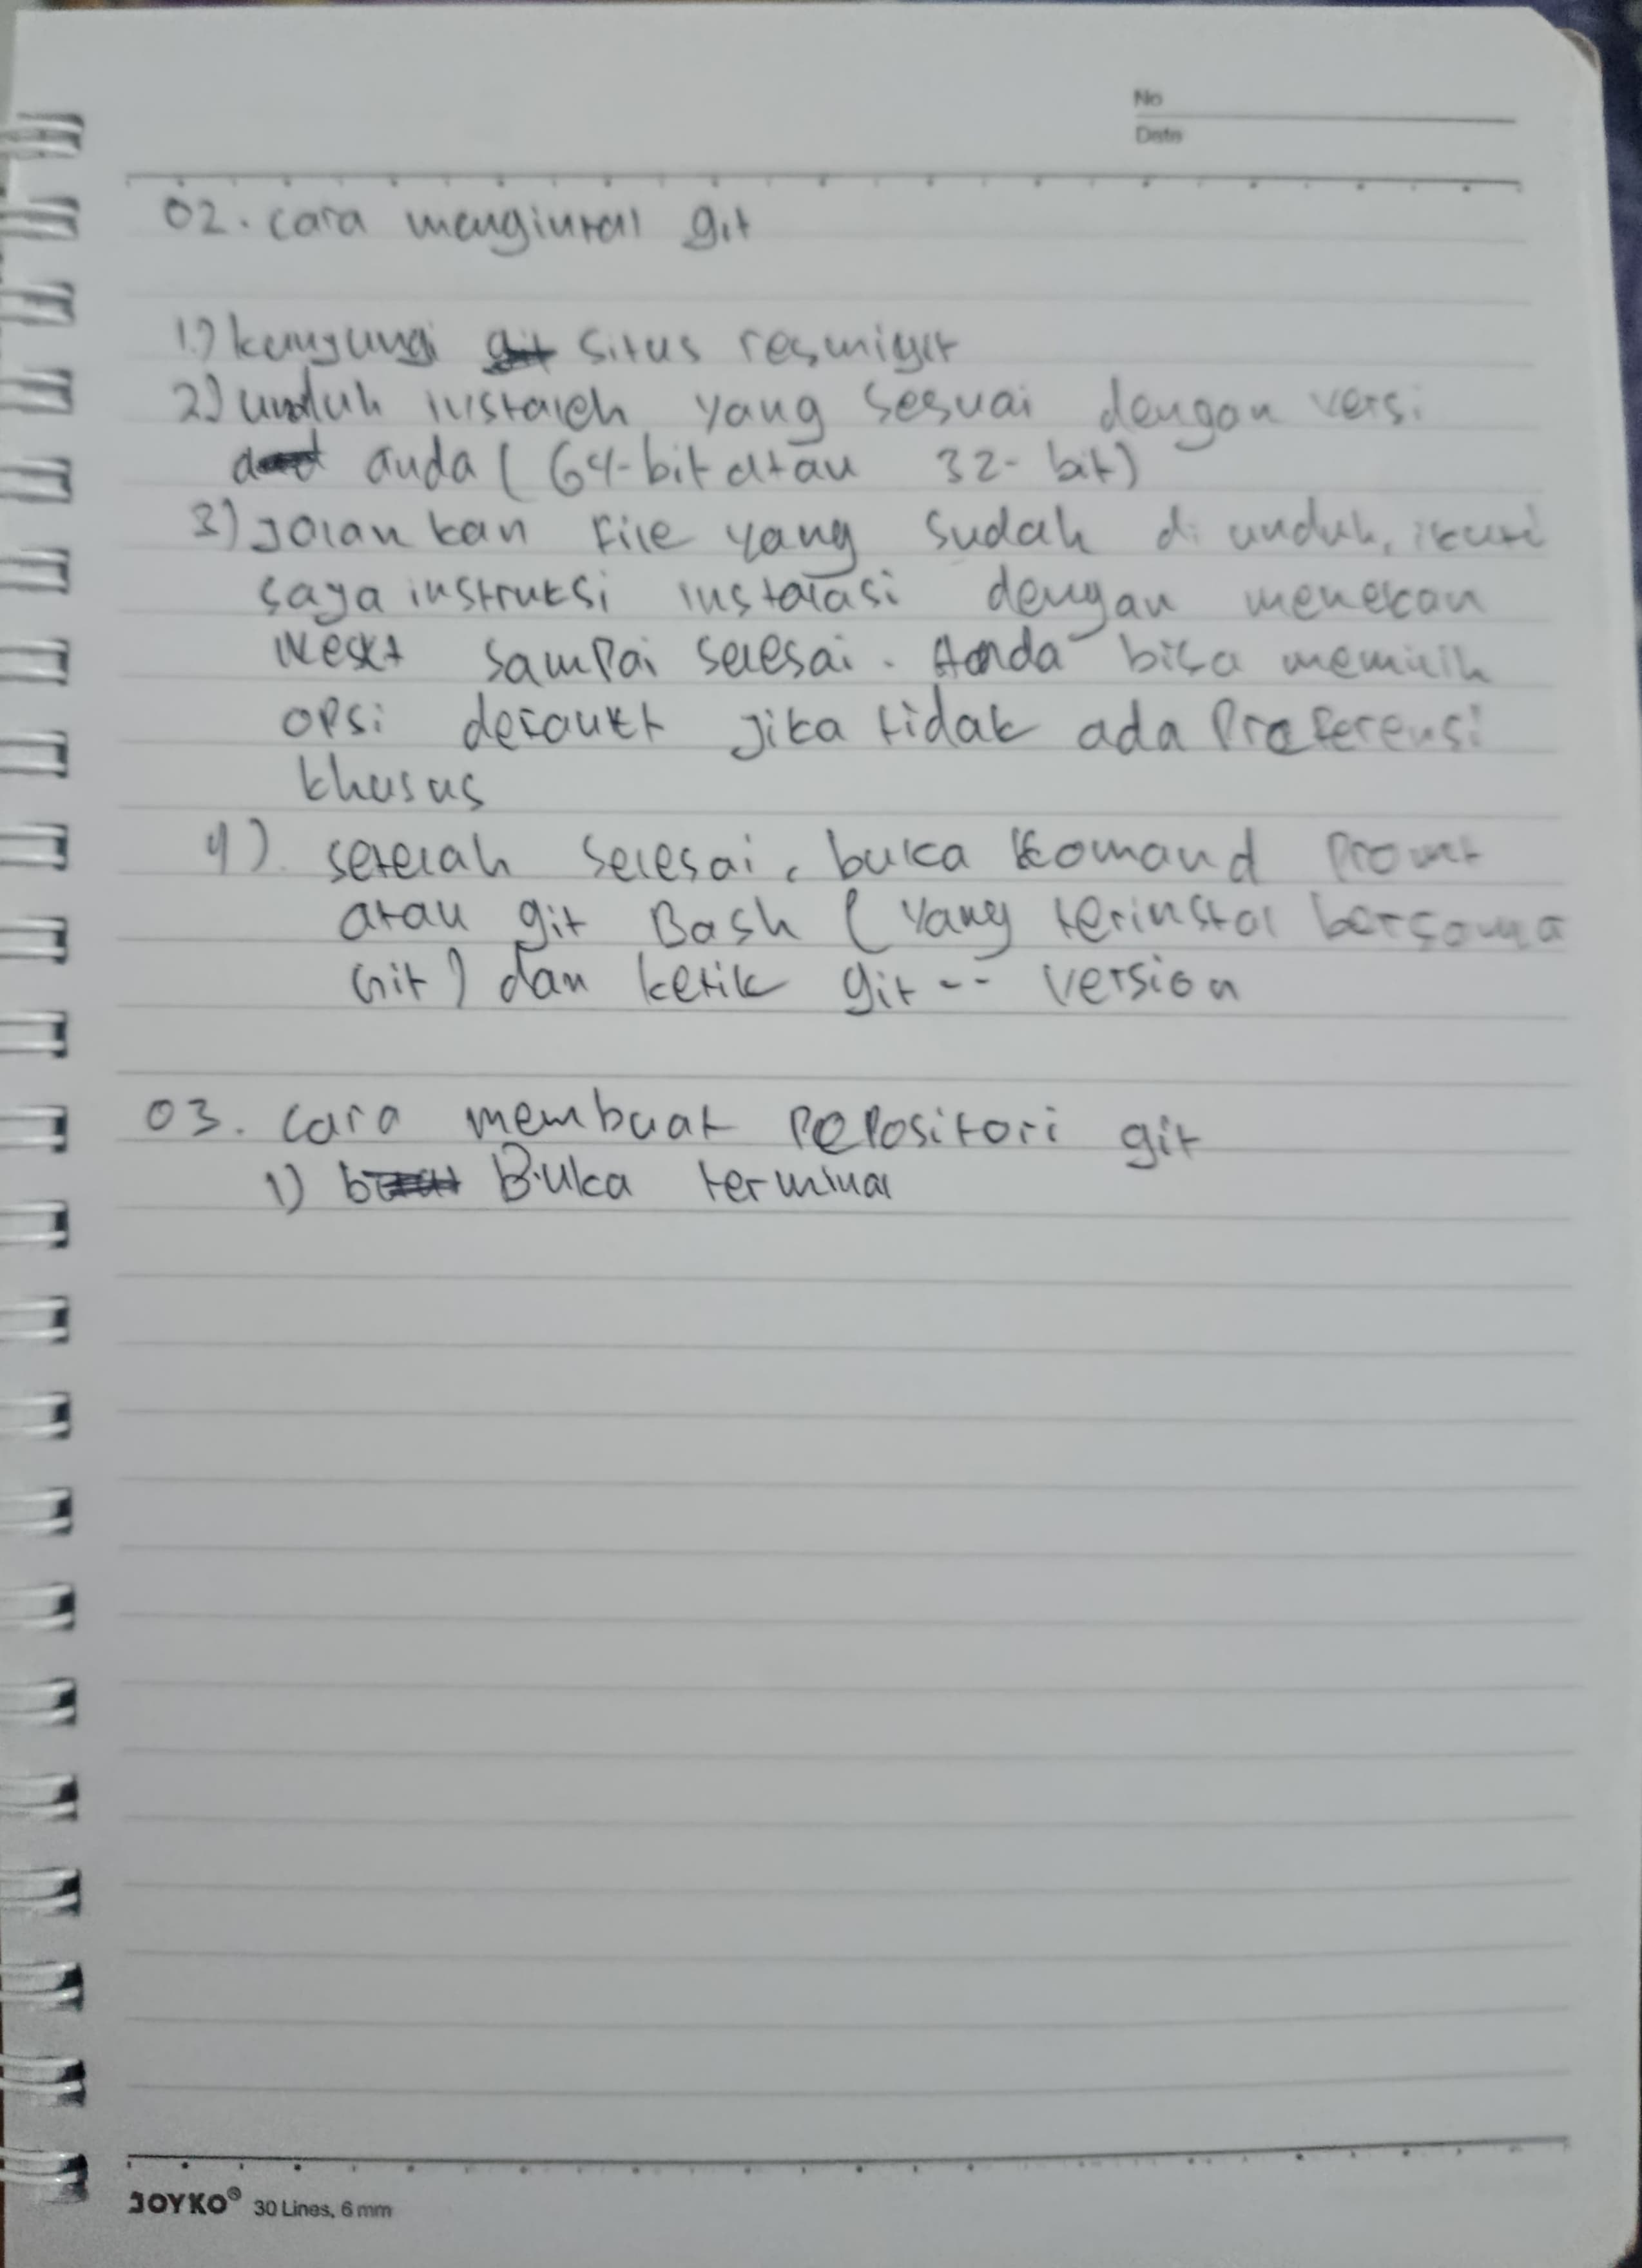 No
Date
02. cara menginstal git
1.) kunjungi situs resmi git
2) unduh instaleh yang sesuai dengan versi
anda (64-bit atau 32-bit)
3) Jalankan file yang sudah di unduh, ikuti
saja instruksi instalasi dengan menekan
Next sampai selesai. Anda bisa memilih
opsi default jika tidak ada Preferensi
khusus
4). setelah selesai, buka Komand Promt
atau git Bash (yang terinstal bersama
Git) dan ketik git -- version
03. Cara membuat repositori git
1) Buka terminal
JOYKO® 30 Lines, 6 mm